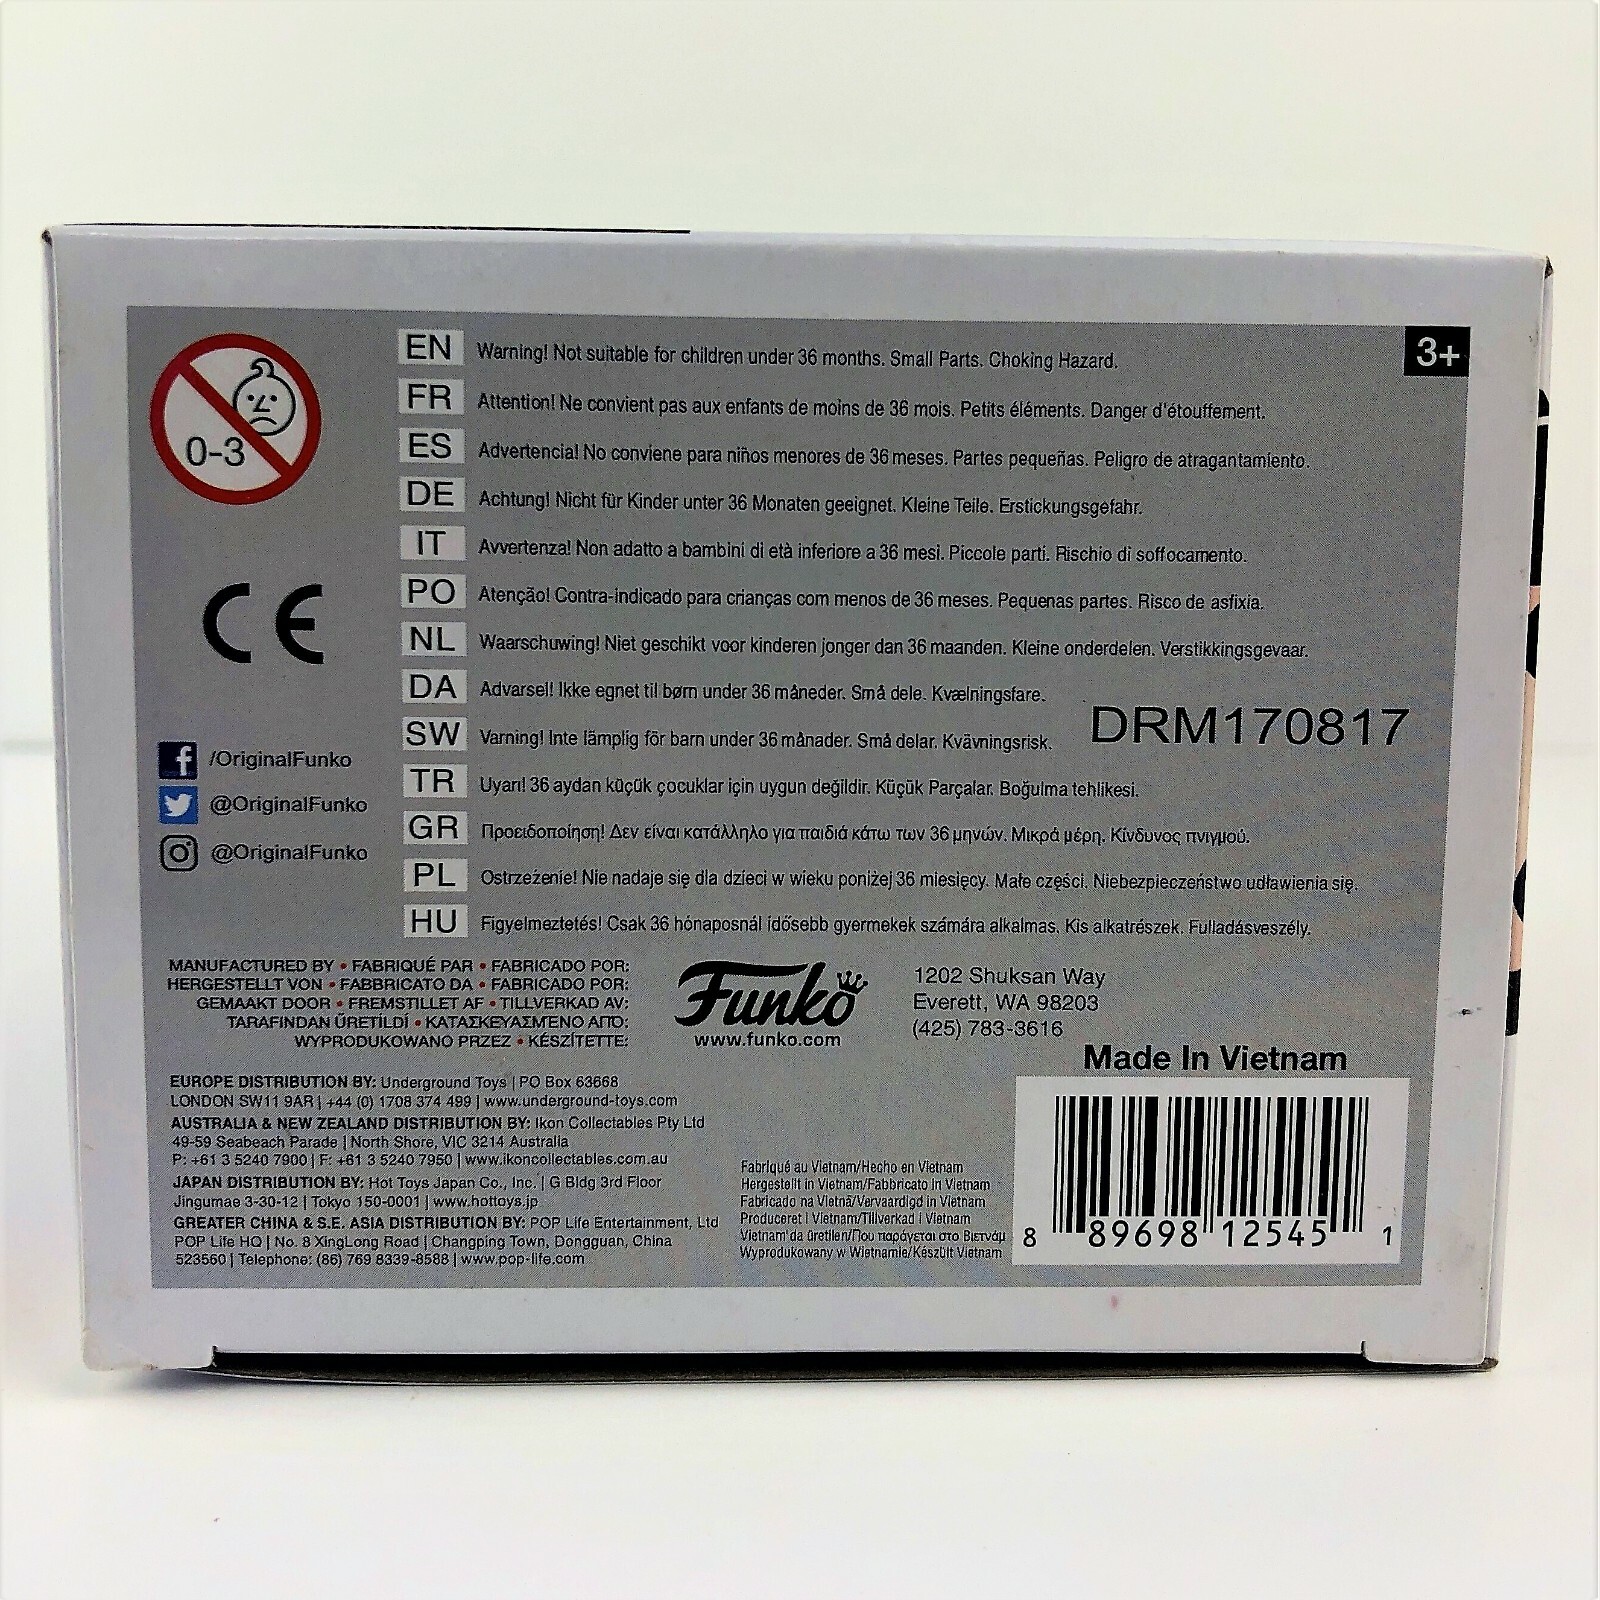 3+
0-3
EN Warning! Not suitable for children under 36 months. Small Parts. Choking Hazard.
FR Attention! Ne convient pas aux enfants de moins de 36 mois. Petits éléments. Danger d'étouffement.
ES Advertencia! No conviene para niños menores de 36 meses. Partes pequeñas. Peligro de atragantamiento.
DE Achtung! Nicht für Kinder unter 36 Monaten geeignet. Kleine Teile. Erstickungsgefahr.
IT Avvertenza! Non adatto a bambini di età inferiore a 36 mesi. Piccole parti. Rischio di soffocamento.
PO Atenção! Contra-indicado para crianças com menos de 36 meses. Pequenas partes. Risco de asfixia.
NL Waarschuwing! Niet geschikt voor kinderen jonger dan 36 maanden. Kleine onderdelen. Verstikkingsgevaar.
DA Advarsel! Ikke egnet til børn under 36 måneder. Små dele. Kvælningsfare.
SW Varning! Inte lämplig för barn under 36 månader. Små delar. Kvävningsrisk.
TR Uyarı! 36 aydan küçük çocuklar için uygun değildir. Küçük Parçalar. Boğulma tehlikesi.
GR Προειδοποίηση! Δεν είναι κατάλληλο για παιδιά κάτω των 36 μηνών. Μικρά μέρη. Κίνδυνος πνιγμού.
PL Ostrzeżenie! Nie nadaje się dla dzieci w wieku poniżej 36 miesięcy. Małe części. Niebezpieczeństwo udławienia się.
HU Figyelmeztetés! Csak 36 hónaposnál idősebb gyermekek számára alkalmas. Kis alkatrészek. Fulladásveszély.
DRM170817
CE
/OriginalFunko
@OriginalFunko
@OriginalFunko
MANUFACTURED BY • FABRIQUÉ PAR • FABRICADO POR:
HERGESTELLT VON • FABBRICATO DA • FABRICADO POR:
GEMAAKT DOOR • FREMSTILLET AF • TILLVERKAD AV:
TARAFINDAN ÜRETİLDİ • ΚΑΤΑΣΚΕΥΑΣΜΕΝΟ ΑΠΌ:
WYPRODUKOWANO PRZEZ • KÉSZÍTETTE:
Funko
www.funko.com
1202 Shuksan Way
Everett, WA 98203
(425) 783-3616
Made In Vietnam
EUROPE DISTRIBUTION BY: Underground Toys | PO Box 63668
LONDON SW11 9AR | +44 (0) 1708 374 499 | www.underground-toys.com
AUSTRALIA & NEW ZEALAND DISTRIBUTION BY: Ikon Collectables Pty Ltd
49-59 Seabeach Parade | North Shore, VIC 3214 Australia
P: +61 3 5240 7900 | F: +61 3 5240 7950 | www.ikoncollectables.com.au
JAPAN DISTRIBUTION BY: Hot Toys Japan Co., Inc. | G Bldg 3rd Floor
Jingumae 3-30-12 | Tokyo 150-0001 | www.hottoys.jp
GREATER CHINA & S.E. ASIA DISTRIBUTION BY: POP Life Entertainment, Ltd
POP Life HQ | No. 8 XingLong Road | Changping Town, Dongguan, China
523560 | Telephone: (86) 769 8339-8588 | www.pop-life.com
Fabriqué au Vietnam/Hecho en Vietnam
Hergestellt in Vietnam/Fabbricato in Vietnam
Fabricado na Vietnã/Vervaardigd in Vietnam
Produceret i Vietnam/Tillverkad i Vietnam
Vietnam'da üretilen/Που παράγεται στο Βιετνάμ
Wyprodukowany w Wietnamie/Készült Vietnam
8 89698 12545 1